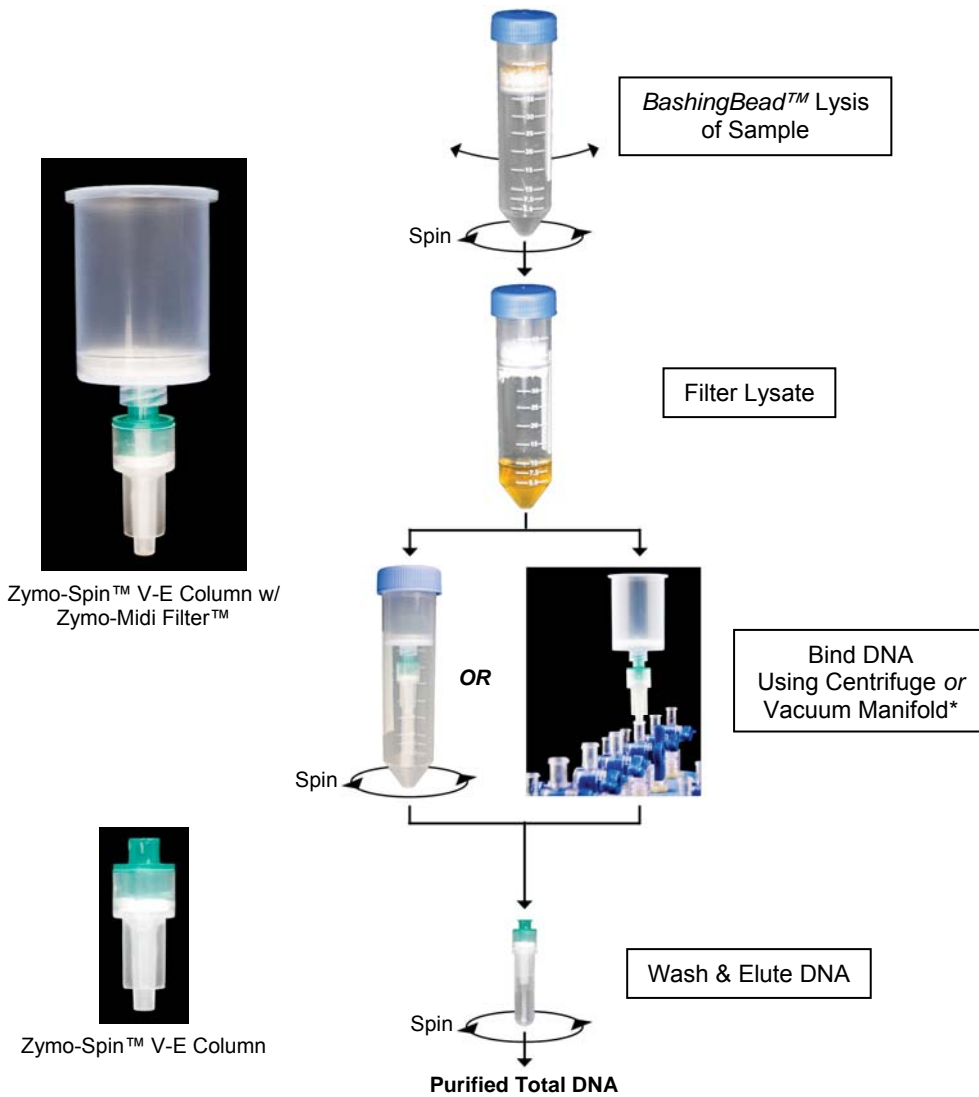 BashingBead™ Lysis
of Sample
Spin
Filter Lysate
Zymo-Spin™ V-E Column w/
Zymo-Midi Filter™
OR
Bind DNA
Using Centrifuge or
Vacuum Manifold*
Spin
Zymo-Spin™ V-E Column
Wash & Elute DNA
Spin
Purified Total DNA